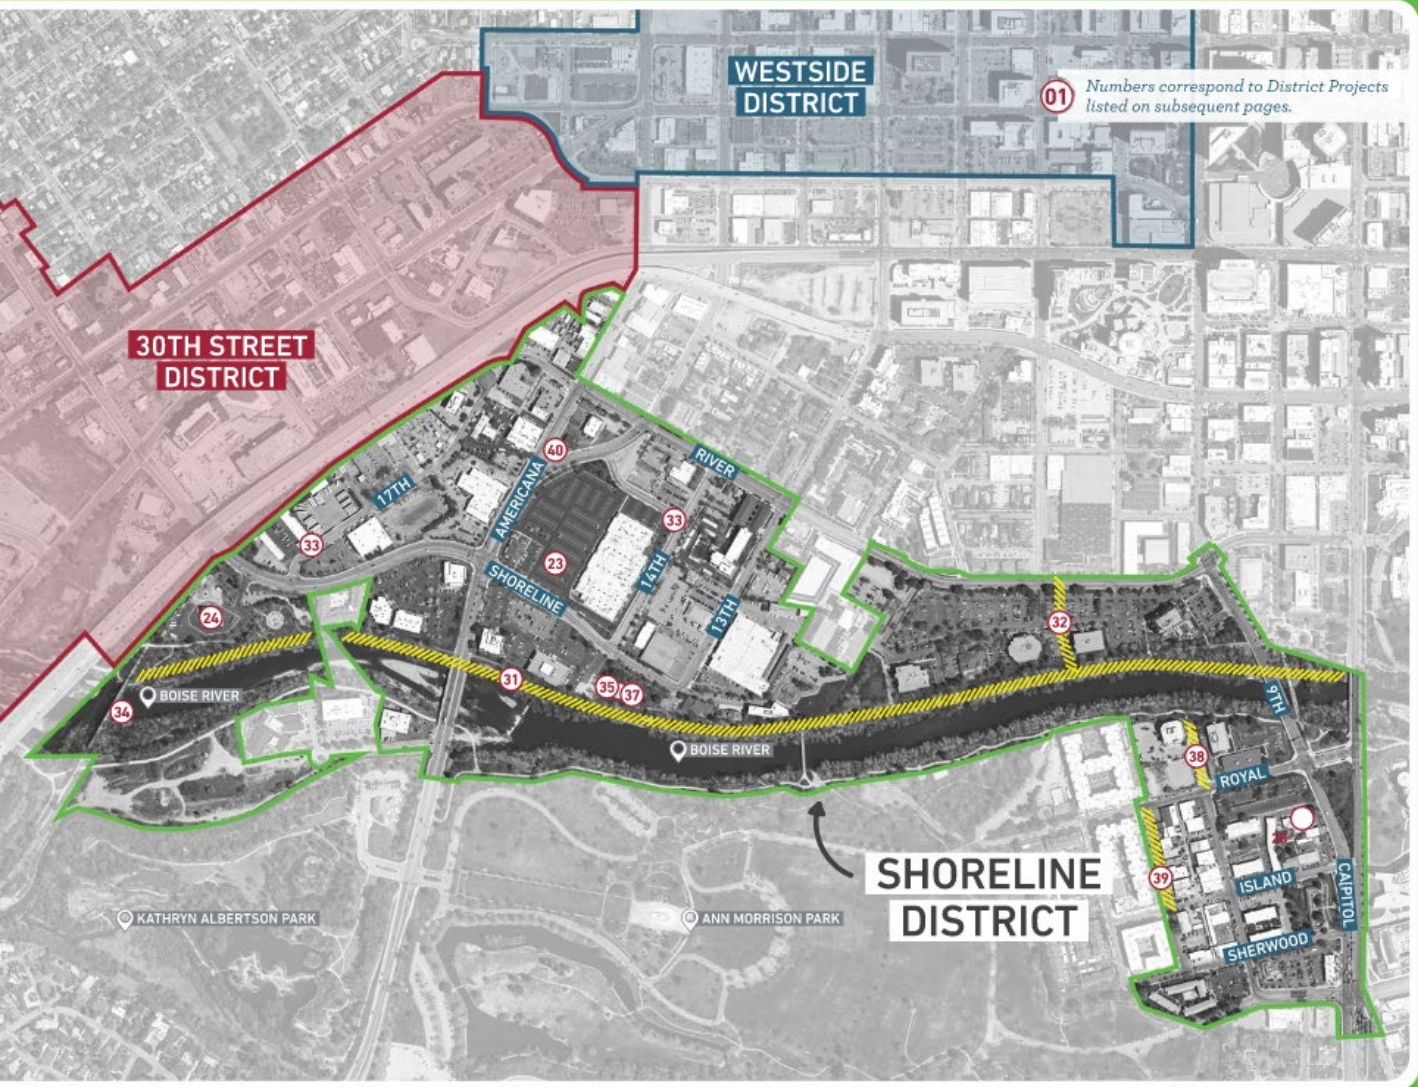 WESTSIDE
DISTRICT
01
Numbers correspond to District Projects
listed on subsequent pages.
30TH STREET
DISTRICT
40
RIVER
AMERICANA
17TH
33
33
23
14TH
SHORELINE
13TH
24
32
31
35
37
BOISE RIVER
34
9TH
BOISE RIVER
38
ROYAL
SHORELINE
DISTRICT
39
ISLAND
CAIPITOL
KATHRYN ALBERTSON PARK
ANN MORRISON PARK
SHERWOOD